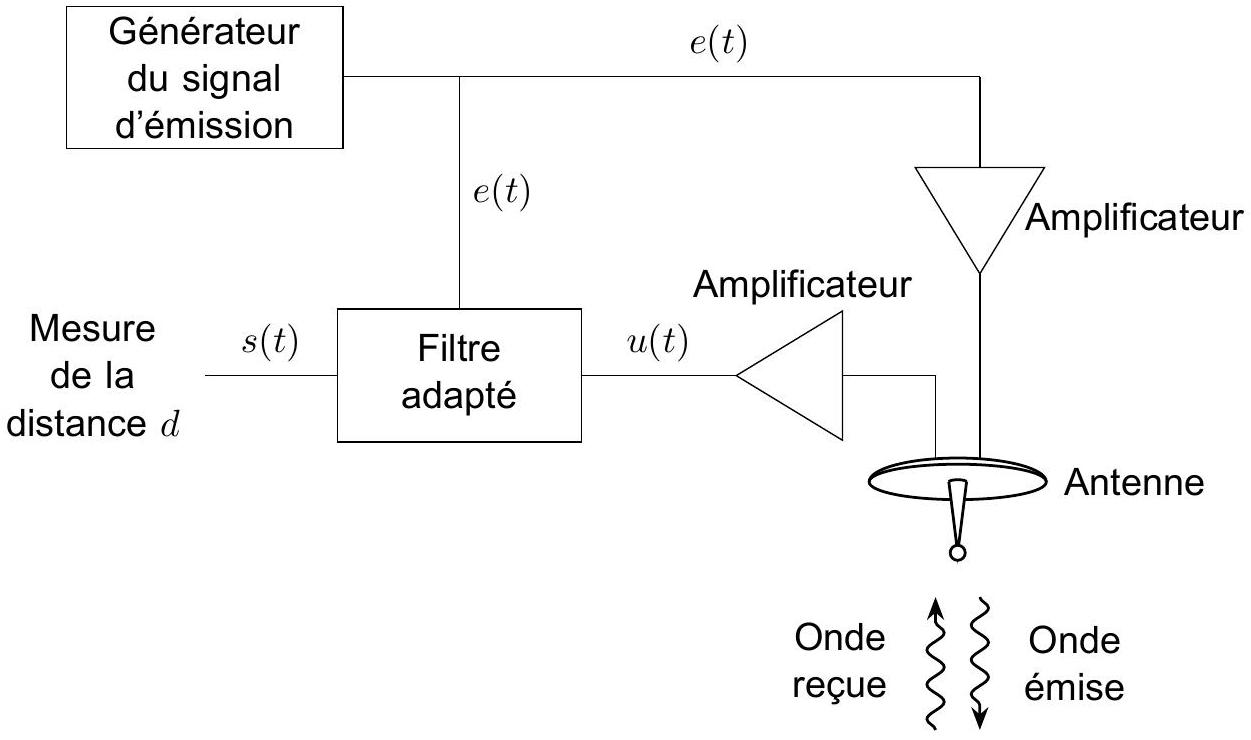 Générateur
du signal
d'émission
e(t)
e(t)
Amplificateur
Amplificateur
Mesure
de la
distance d
s(t)
Filtre
adapté
u(t)
Antenne
Onde
reçue
Onde
émise